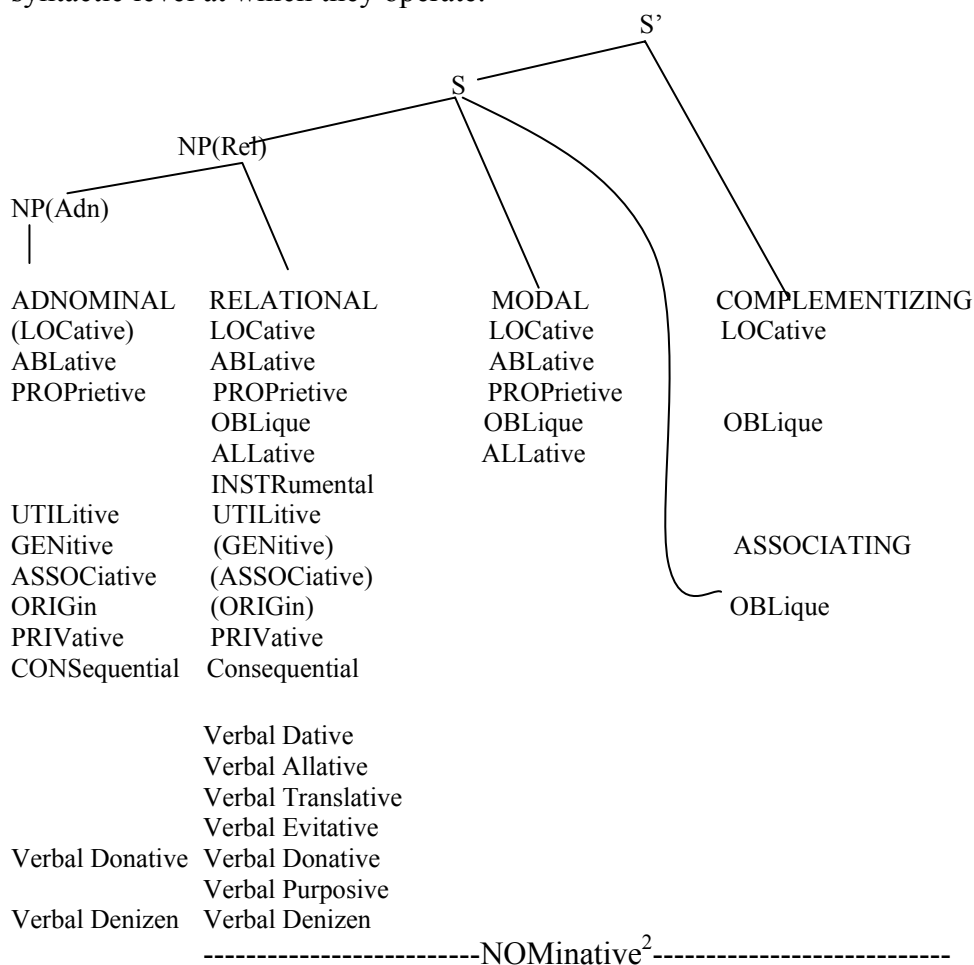 syntactic level at which they operate.
S’
S
NP(Rel)
NP(Adn)
ADNOMINAL RELATIONAL MODAL COMPLEMENTIZING
(LOCative) LOCative LOCative LOCative
ABLative ABLative ABLative
PROPrietive PROPrietive PROPrietive
OBLique OBLique OBLique
ALLative ALLative
INSTRumental
UTILitive UTILitive
GENitive (GENitive) ASSOCIATING
ASSOCiative (ASSOCiative)
ORIGin (ORIGin) OBLique
PRIVative PRIVative
CONSequential Consequential
Verbal Dative
Verbal Allative
Verbal Translative
Verbal Evitative
Verbal Donative Verbal Donative
Verbal Purposive
Verbal Denizen Verbal Denizen
--------------------------NOMinative2----------------------------